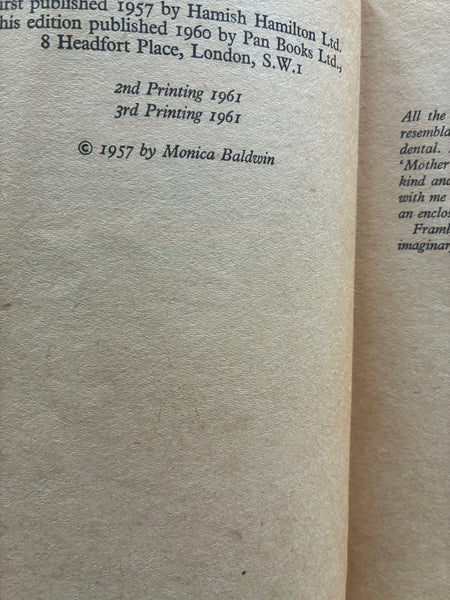 first published 1957 by Hamish Hamilton Ltd.
his edition published 1960 by Pan Books Ltd.,
8 Headfort Place, London, S.W.1
2nd Printing 1961
3rd Printing 1961
© 1957 by Monica Baldwin
All the
resembla
dental.
'Mother
kind and
with me
an enclos
Framl
imaginar